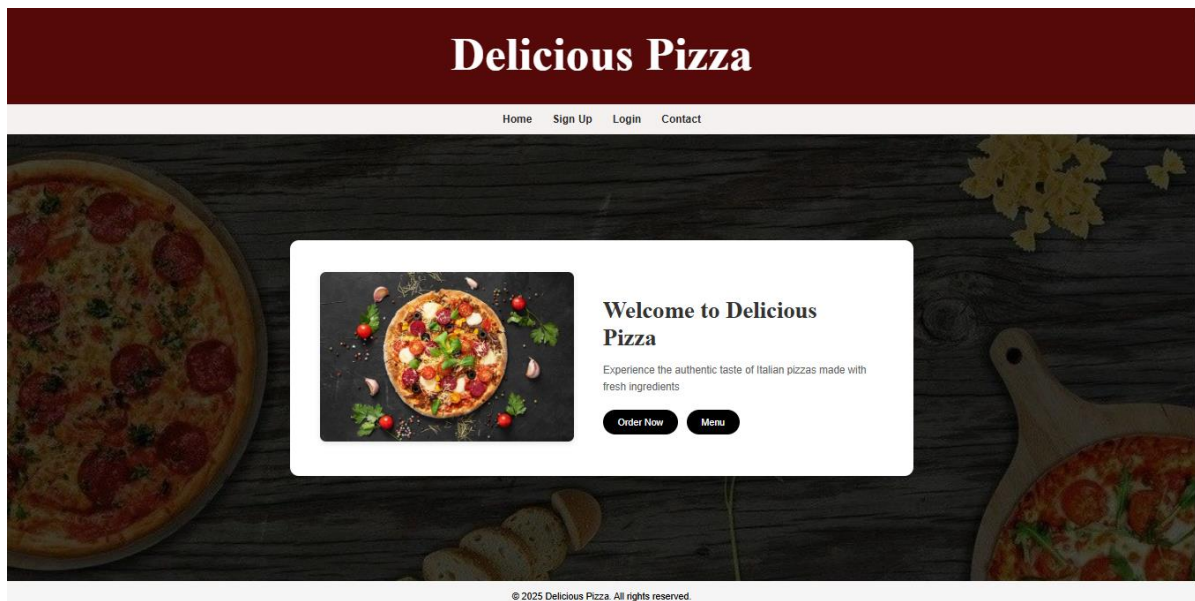 Delicious Pizza
Home Sign Up Login Contact
Welcome to Delicious
Pizza
Experience the authentic taste of Italian pizzas made with
fresh ingredients
Order Now Menu
© 2025 Delicious Pizza. All rights reserved.